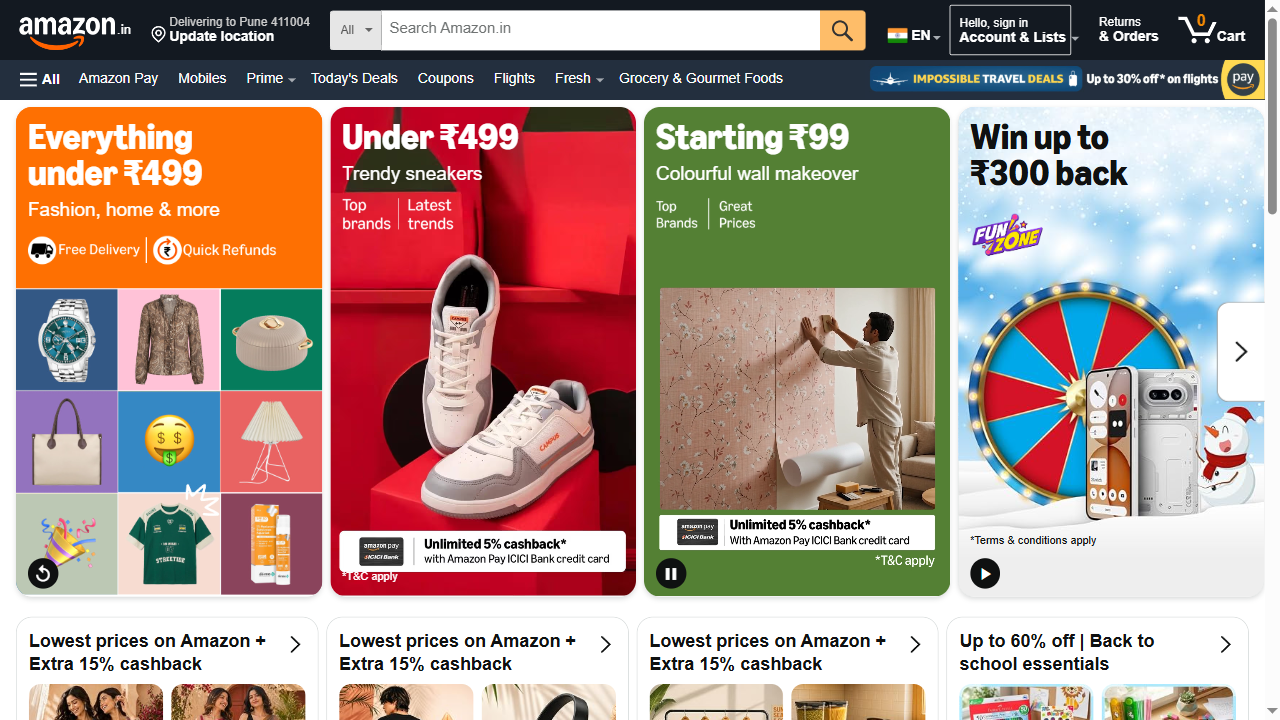 amazon.in
Delivering to Pune 411004
Update location
All
Search Amazon.in
EN
Hello, sign in
Account & Lists
Returns
& Orders
0
Cart
All
Amazon Pay
Mobiles
Prime
Today's Deals
Coupons
Flights
Fresh
Grocery & Gourmet Foods
IMPOSSIBLE TRAVEL DEALS
Up to 30% off* on flights
pay
Everything
under ₹499
Fashion, home & more
Free Delivery
₹
Quick Refunds
STREETIDE
Under ₹499
Trendy sneakers
Top
brands
Latest
trends
CAMPUS
CAMPUS
amazon pay
ICICI Bank
Unlimited 5% cashback*
with Amazon Pay ICICI Bank credit card
*T&C apply
Starting ₹99
Colourful wall makeover
Top
Brands
Great
Prices
amazon pay
ICICI Bank
Unlimited 5% cashback*
With Amazon Pay ICICI Bank credit card
*T&C apply
Win up to
₹300 back
FUN ZONE
*Terms & conditions apply
Lowest prices on Amazon +
Extra 15% cashback
Lowest prices on Amazon +
Extra 15% cashback
Lowest prices on Amazon +
Extra 15% cashback
Up to 60% off | Back to
school essentials